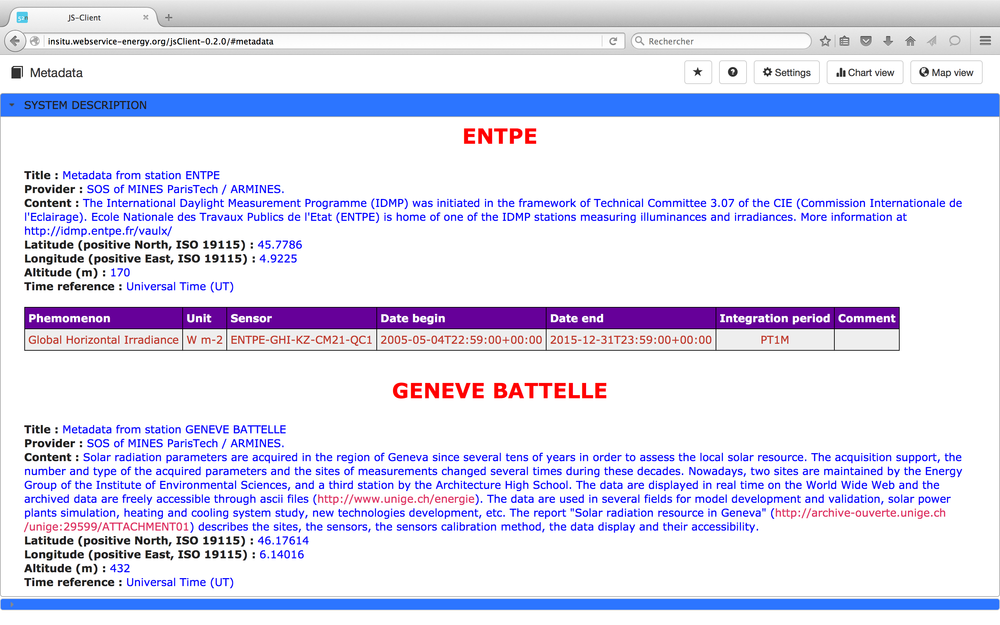 52n JS-Client
insitu.webservice-energy.org/jsClient-0.2.0/#metadata Rechercher
Metadata Settings Chart view Map view
SYSTEM DESCRIPTION
ENTPE
Title : Metadata from station ENTPE
Provider : SOS of MINES ParisTech / ARMINES.
Content : The International Daylight Measurement Programme (IDMP) was initiated in the framework of Technical Committee 3.07 of the CIE (Commission Internationale de
l'Eclairage). Ecole Nationale des Travaux Publics de l'Etat (ENTPE) is home of one of the IDMP stations measuring illuminances and irradiances. More information at
http://idmp.entpe.fr/vaulx/
Latitude (positive North, ISO 19115) : 45.7786
Longitude (positive East, ISO 19115) : 4.9225
Altitude (m) : 170
Time reference : Universal Time (UT)
Phemomenon Unit Sensor Date begin Date end Integration period Comment
Global Horizontal Irradiance W m-2 ENTPE-GHI-KZ-CM21-QC1 2005-05-04T22:59:00+00:00 2015-12-31T23:59:00+00:00 PT1M
GENEVE BATTELLE
Title : Metadata from station GENEVE BATTELLE
Provider : SOS of MINES ParisTech / ARMINES.
Content : Solar radiation parameters are acquired in the region of Geneva since several tens of years in order to assess the local solar resource. The acquisition support, the
number and type of the acquired parameters and the sites of measurements changed several times during these decades. Nowadays, two sites are maintained by the Energy
Group of the Institute of Environmental Sciences, and a third station by the Architecture High School. The data are displayed in real time on the World Wide Web and the
archived data are freely accessible through ascii files (http://www.unige.ch/energie). The data are used in several fields for model development and validation, solar power
plants simulation, heating and cooling system study, new technologies development, etc. The report "Solar radiation resource in Geneva" (http://archive-ouverte.unige.ch
/unige:29599/ATTACHMENT01) describes the sites, the sensors, the sensors calibration method, the data display and their accessibility.
Latitude (positive North, ISO 19115) : 46.17614
Longitude (positive East, ISO 19115) : 6.14016
Altitude (m) : 432
Time reference : Universal Time (UT)